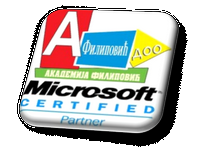 А
Филиповић
ДОО
АКАДЕМИЈА ФИЛИПОВИЋ
Microsoft
CERTIFIED
Partner